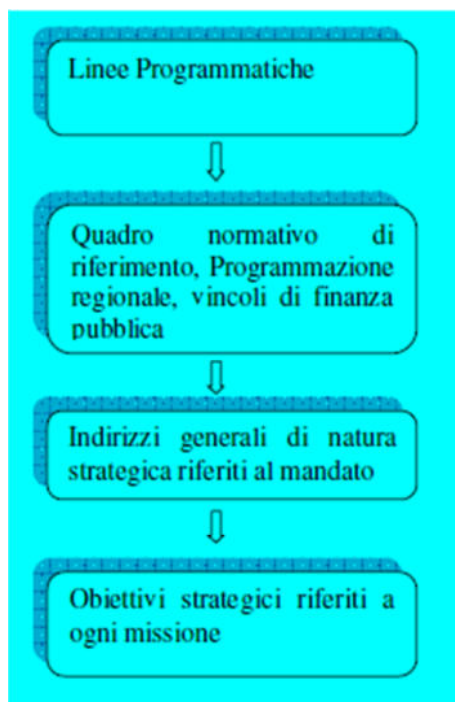 Linee Programmatiche
Quadro normativo di
riferimento, Programmazione
regionale, vincoli di finanza
pubblica
Indirizzi generali di natura
strategica riferiti al mandato
Obiettivi strategici riferiti a
ogni missione